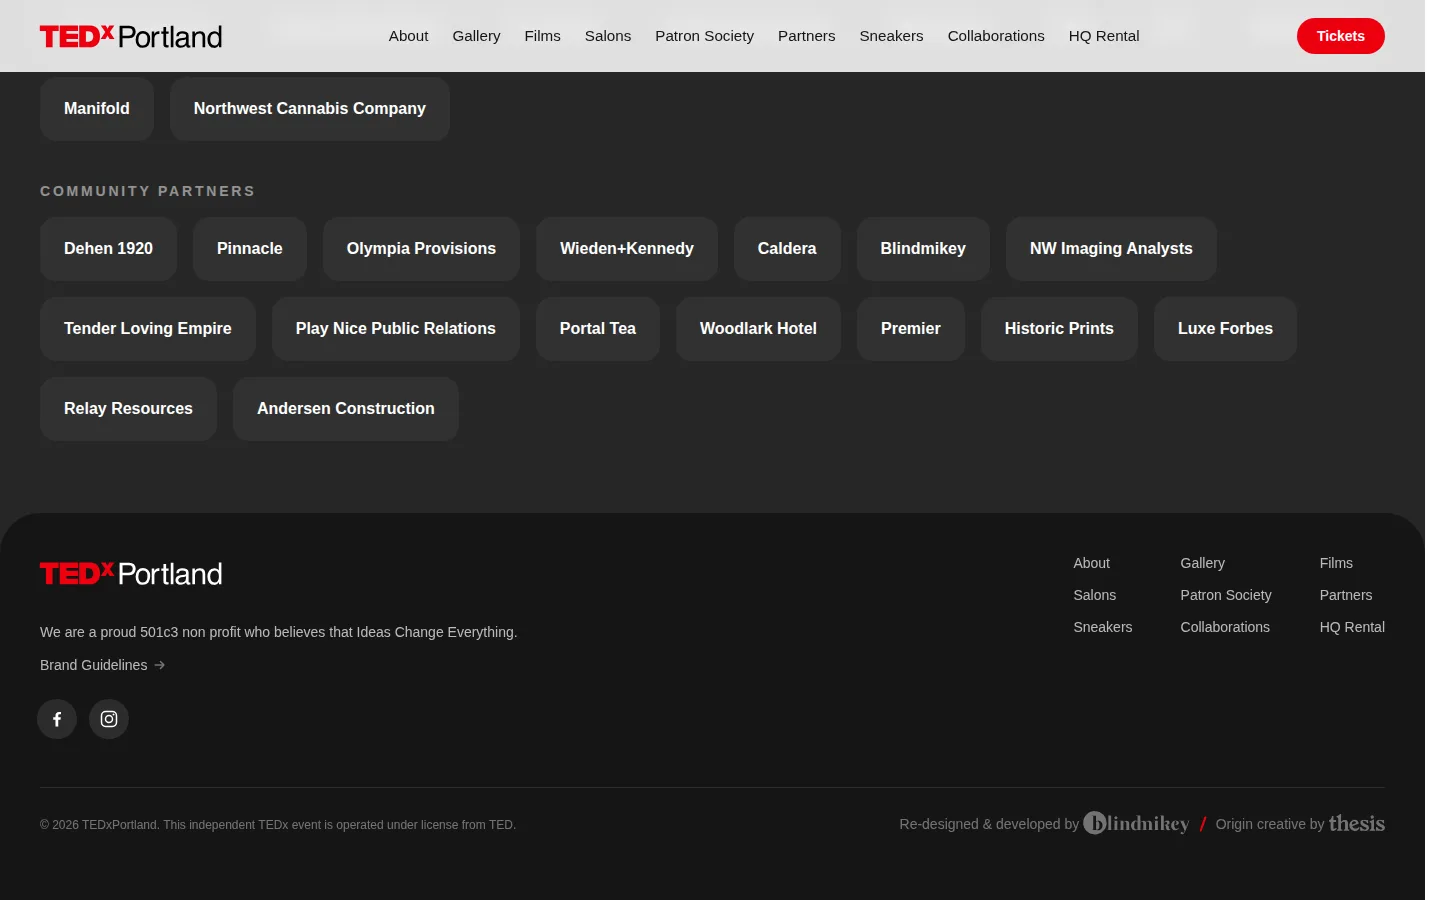 TEDx Portland
About Gallery Films Salons Patron Society Partners Sneakers Collaborations HQ Rental
Tickets
Manifold
Northwest Cannabis Company
COMMUNITY PARTNERS
Dehen 1920
Pinnacle
Olympia Provisions
Wieden+Kennedy
Caldera
Blindmikey
NW Imaging Analysts
Tender Loving Empire
Play Nice Public Relations
Portal Tea
Woodlark Hotel
Premier
Historic Prints
Luxe Forbes
Relay Resources
Andersen Construction
TEDx Portland
We are a proud 501c3 non profit who believes that Ideas Change Everything.
Brand Guidelines →
About Gallery Films
Salons Patron Society Partners
Sneakers Collaborations HQ Rental
© 2026 TEDxPortland. This independent TEDx event is operated under license from TED.
Re-designed & developed by blindmikey / Origin creative by thesis